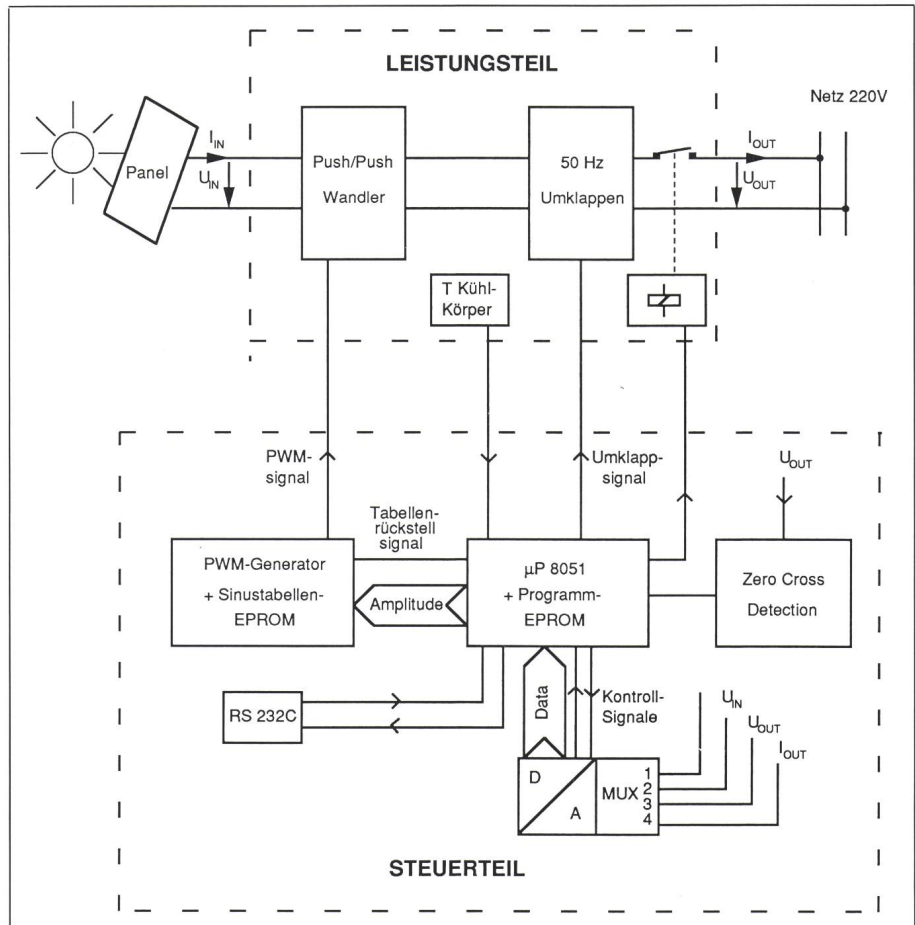 LEISTUNGSTEIL
Netz 220V
I_IN
I_OUT
Panel
Push/Push
Wandler
50 Hz
Umklappen
U_IN
U_OUT
T Kühl-
Körper
PWM-
signal
Umklapp-
signal
U_OUT
Tabellen-
rückstell
signal
PWM-Generator
+ Sinustabellen-
EPROM
Amplitude
µP 8051
+ Programm-
EPROM
Zero Cross
Detection
RS 232C
Data
Kontroll-
Signale
U_IN
U_OUT
I_OUT
D
A
MUX
1
2
3
4
STEUERTEIL